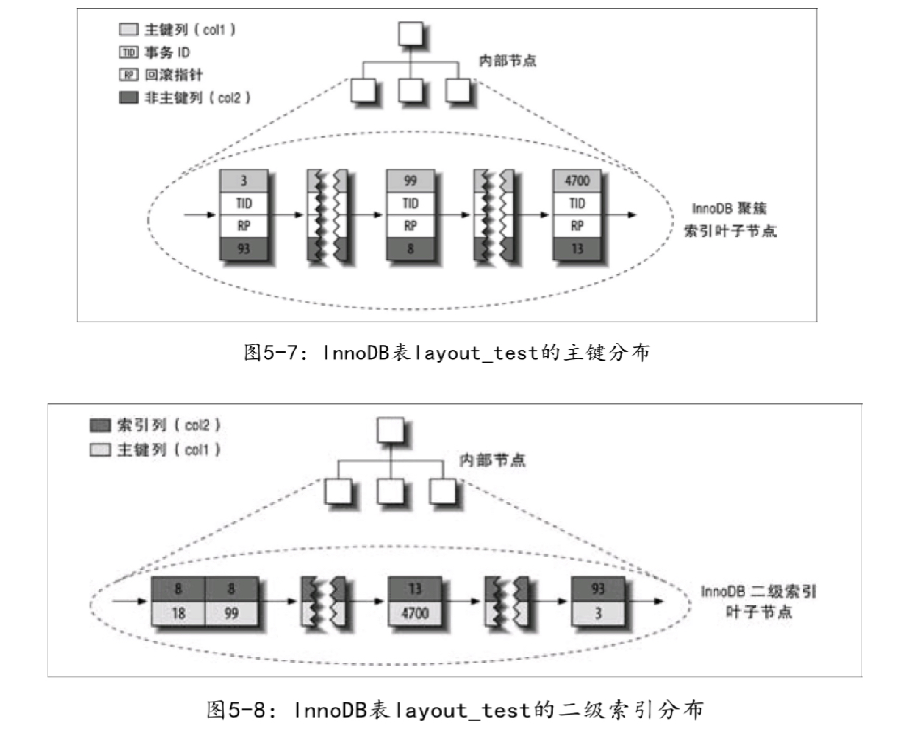 主键列（col1）
TID 事务 ID
RP 回滚指针
非主键列（col2）
内部节点
3 99 4700
TID TID TID
RP RP RP
93 8 13
InnoDB 聚簇
索引叶子节点
图5-7：InnoDB表layout_test的主键分布
索引列（col2）
主键列（col1）
内部节点
8 8 13 93
18 99 4700 3
InnoDB 二级索引
叶子节点
图5-8：InnoDB表layout_test的二级索引分布